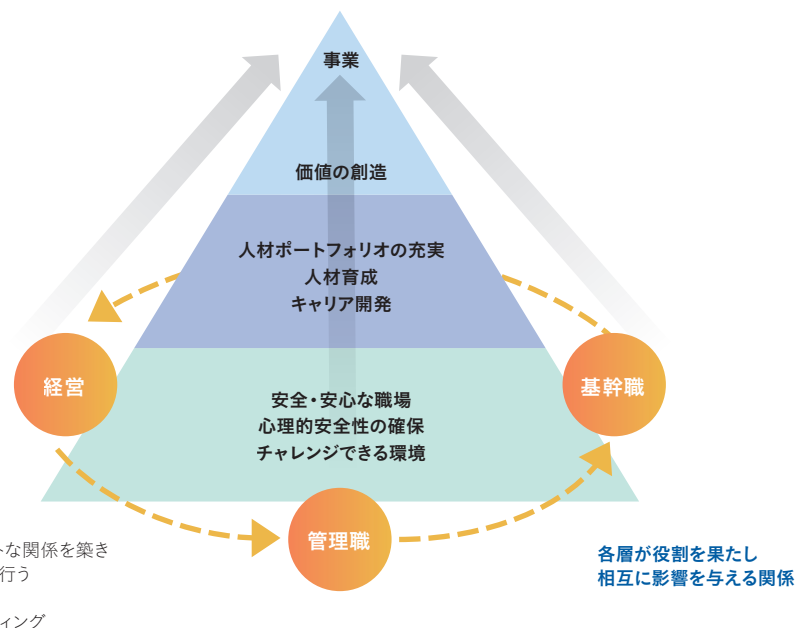 事業
価値の創造
人材ポートフォリオの充実
人材育成
キャリア開発
経営
基幹職
安全・安心な職場
心理的安全性の確保
チャレンジできる環境
管理職
な関係を築き
行う
ィング
各層が役割を果たし
相互に影響を与える関係